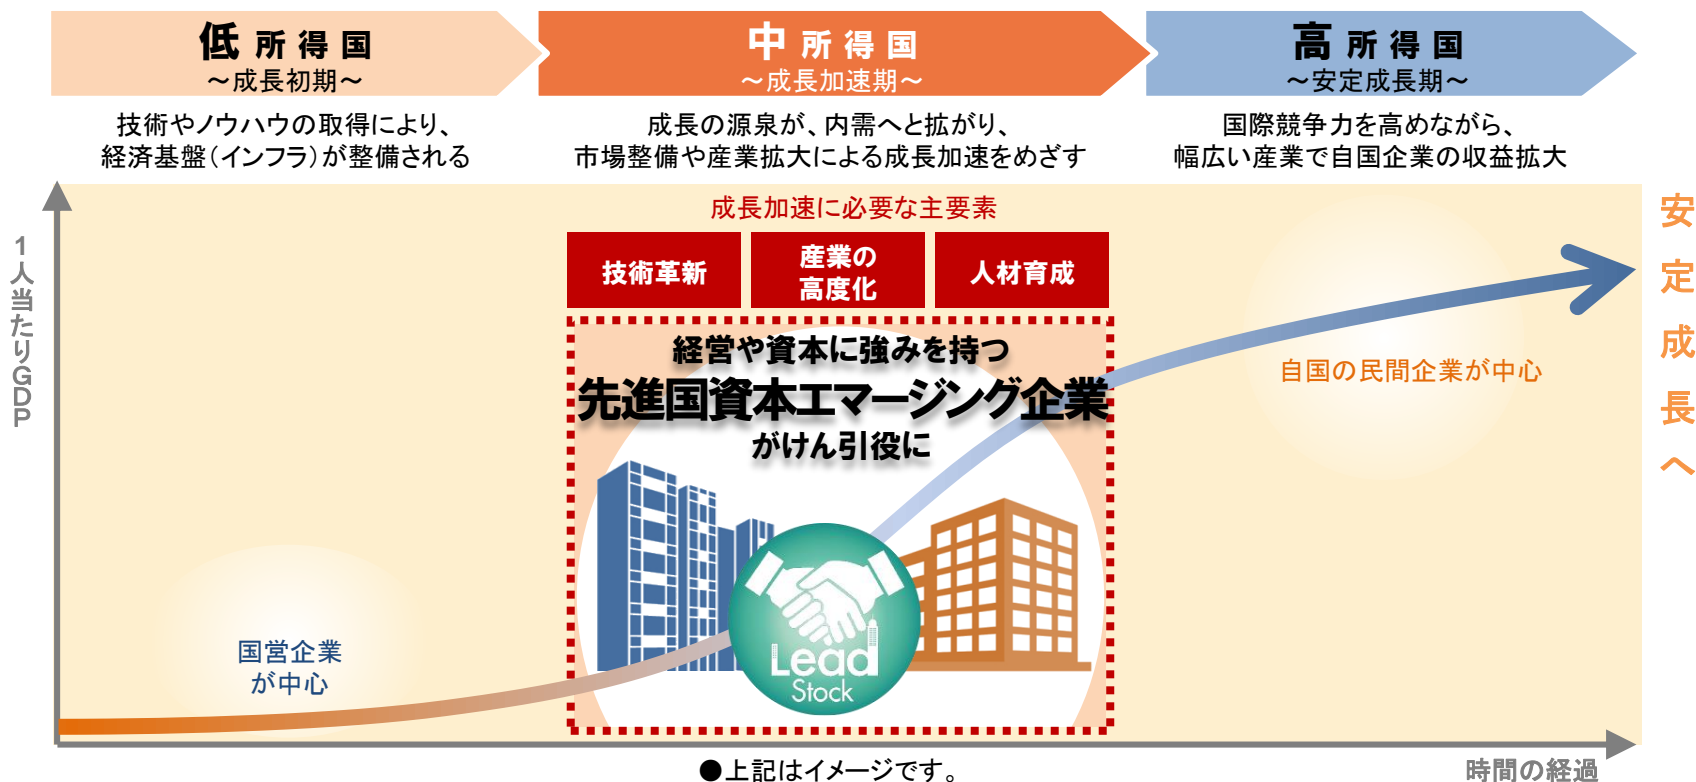 低所得国
～成長初期～
中所得国
～成長加速期～
高所得国
～安定成長期～
技術やノウハウの取得により、
経済基盤（インフラ）が整備される
成長の源泉が、内需へと拡がり、
市場整備や産業拡大による成長加速をめざす
国際競争力を高めながら、
幅広い産業で自国企業の収益拡大
1人当たりGDP
成長加速に必要な主要素
技術革新
産業の
高度化
人材育成
経営や資本に強みを持つ
先進国資本エマージング企業
がけん引役に
Lead
Stock
国営企業
が中心
自国の民間企業が中心
安定成長へ
●上記はイメージです。
時間の経過